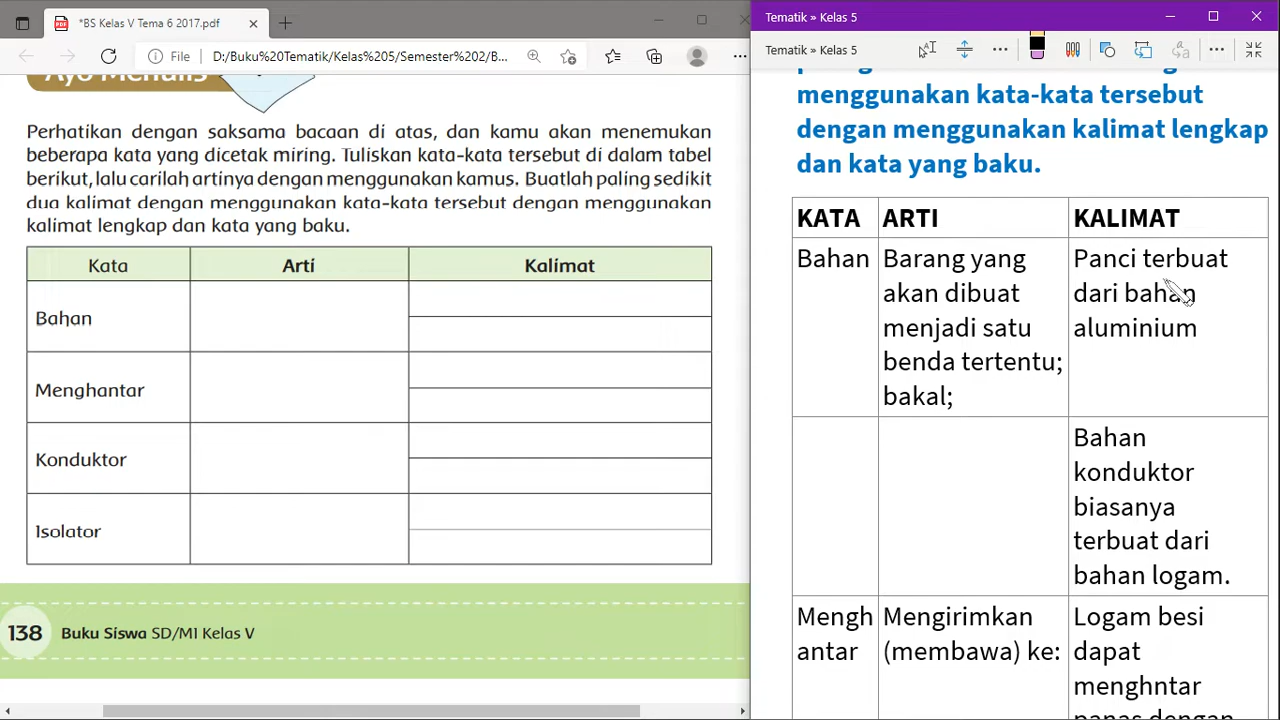 *BS Kelas V Tema 6 2017.pdf
File
D:/Buku%20Tematik/Kelas%205/Semester%202/B...
Ayo Menulis
Perhatikan dengan saksama bacaan di atas, dan kamu akan menemukan
beberapa kata yang dicetak miring. Tuliskan kata-kata tersebut di dalam tabel
berikut, lalu carilah artinya dengan menggunakan kamus. Buatlah paling sedikit
dua kalimat dengan menggunakan kata-kata tersebut dengan menggunakan
kalimat lengkap dan kata yang baku.
Kata Arti Kalimat
Bahan
Menghantar
Konduktor
Isolator
138 Buku Siswa SD/MI Kelas V
Tematik » Kelas 5
Tematik » Kelas 5
menggunakan kata-kata tersebut
dengan menggunakan kalimat lengkap
dan kata yang baku.
KATA ARTI KALIMAT
Bahan Barang yang Panci terbuat
akan dibuat dari bahan
menjadi satu aluminium
benda tertentu;
bakal;
Bahan
konduktor
biasanya
terbuat dari
bahan logam.
Mengh Mengirimkan Logam besi
antar (membawa) ke: dapat
menghntar
panas dengan